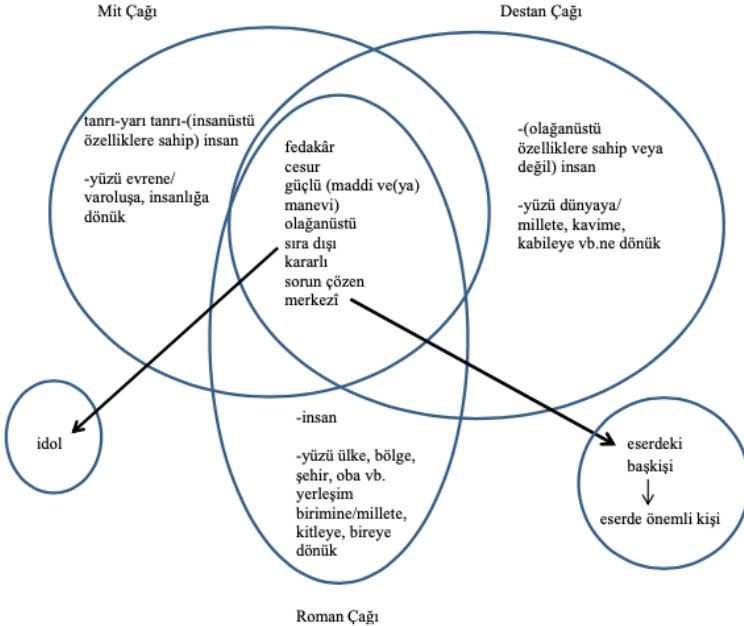 Mit Çağı
Destan Çağı
tanrı-yarı tanrı-(insanüstü
özelliklere sahip) insan
-yüzü evrene/
varoluşa, insanlığa
dönük
fedakâr
cesur
güçlü (maddi ve(ya)
manevi)
olağanüstü
sıra dışı
kararlı
sorun çözen
merkezî
-(olağanüstü
özelliklere sahip veya
değil) insan
-yüzü dünyaya/
millete, kavime,
kabileye vb.ne dönük
idol
-insan
-yüzü ülke, bölge,
şehir, oba vb.
yerleşim
birimine/millete,
kitleye, bireye
dönük
eserdeki
başkişi
eserde önemli kişi
Roman Çağı